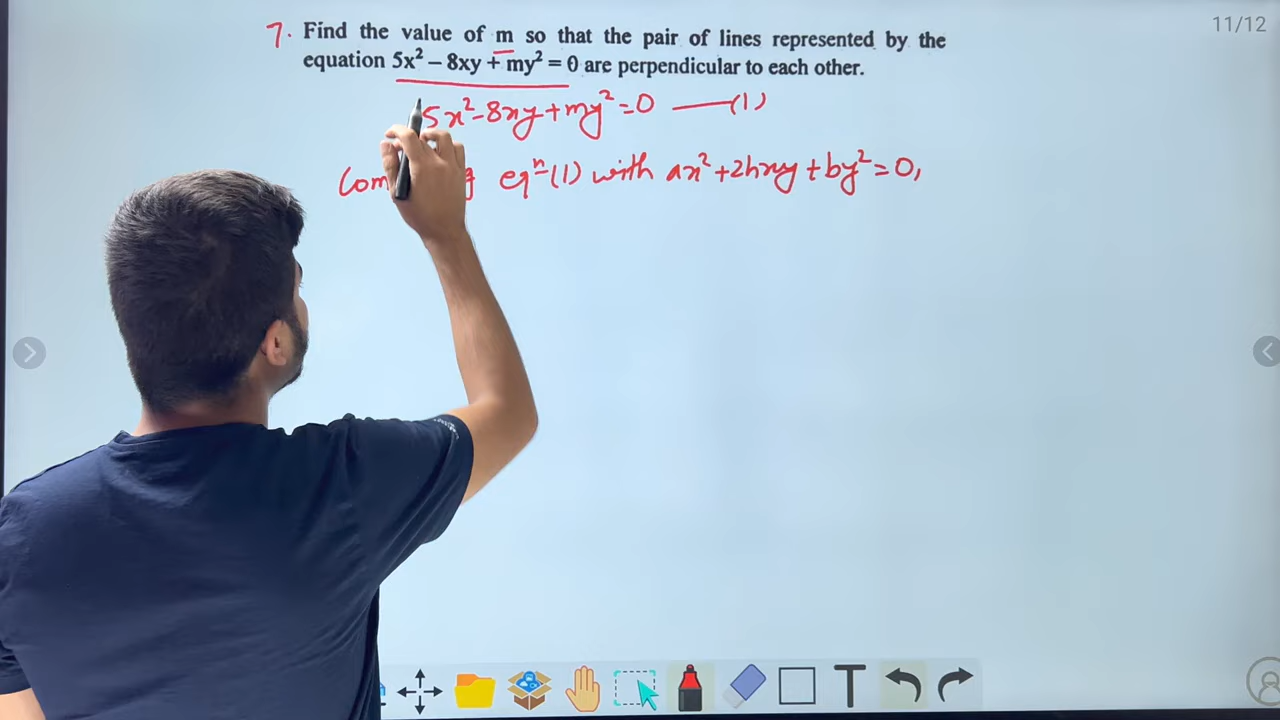 11/12
7. Find the value of m so that the pair of lines represented by the
equation 5x² – 8xy + my² = 0 are perpendicular to each other.
5x²-8xy+my²=0 —(1)
eqⁿ(1) with ax²+2hxy+by²=0,
T